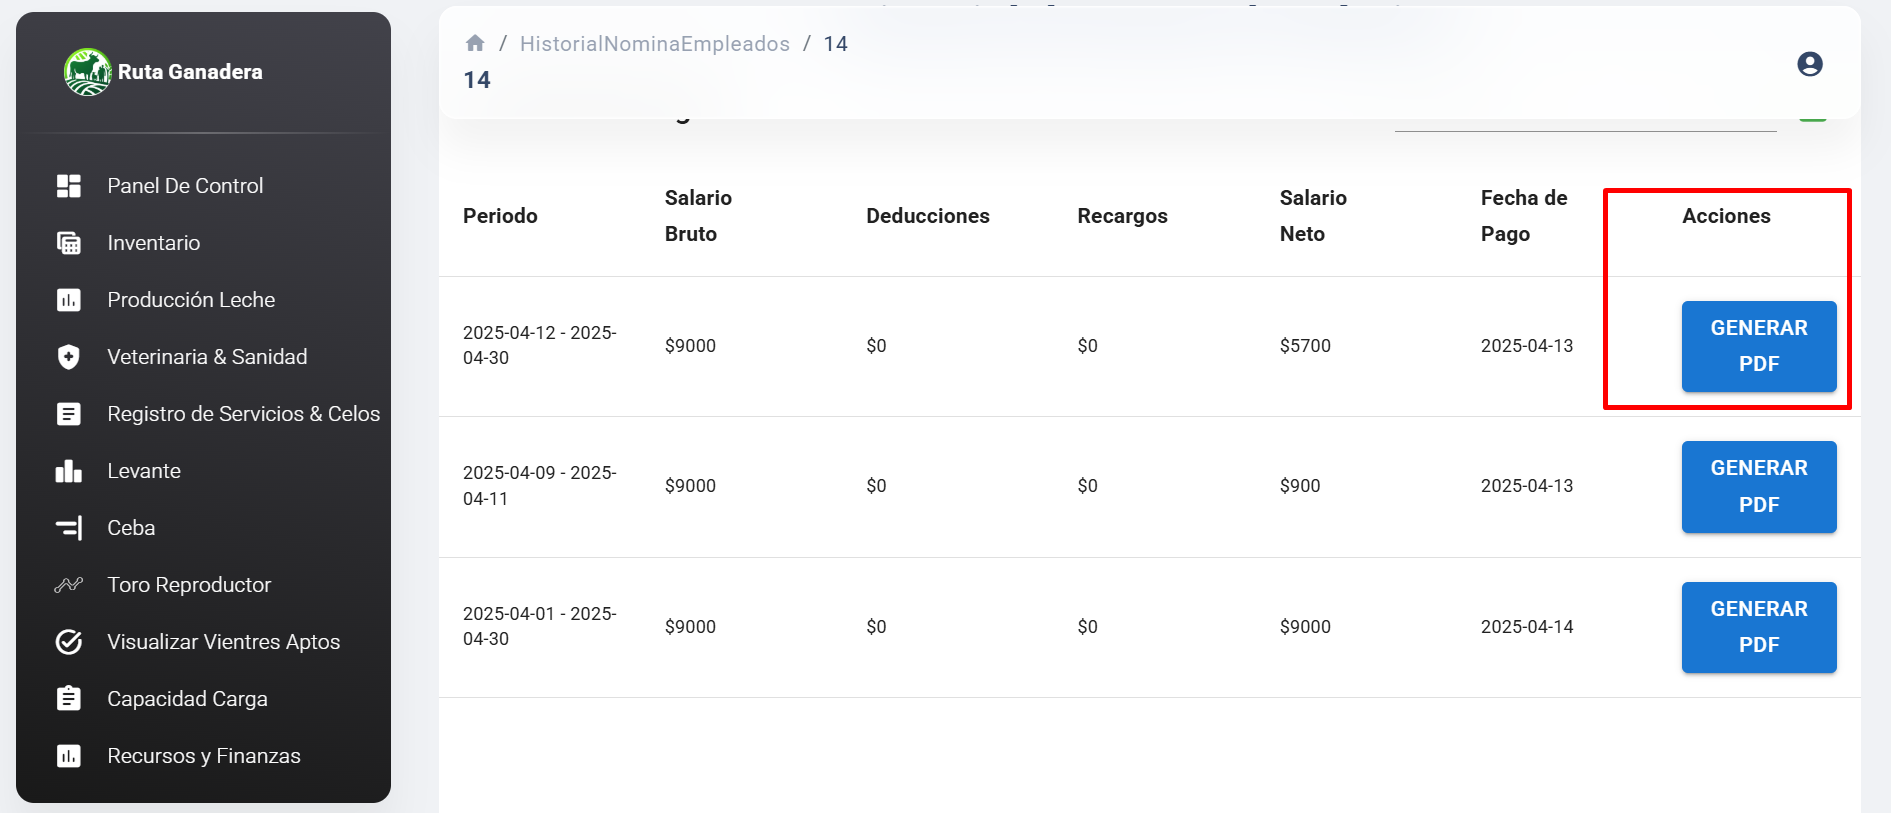 Ruta Ganadera
Panel De Control
Inventario
Producción Leche
Veterinaria & Sanidad
Registro de Servicios & Celos
Levante
Ceba
Toro Reproductor
Visualizar Vientres Aptos
Capacidad Carga
Recursos y Finanzas
/ HistorialNominaEmpleados / 14
14
Periodo
Salario
Bruto
Deducciones
Recargos
Salario
Neto
Fecha de
Pago
Acciones
2025-04-12 - 2025-
04-30
$9000
$0
$0
$5700
2025-04-13
GENERAR
PDF
2025-04-09 - 2025-
04-11
$9000
$0
$0
$900
2025-04-13
GENERAR
PDF
2025-04-01 - 2025-
04-30
$9000
$0
$0
$9000
2025-04-14
GENERAR
PDF